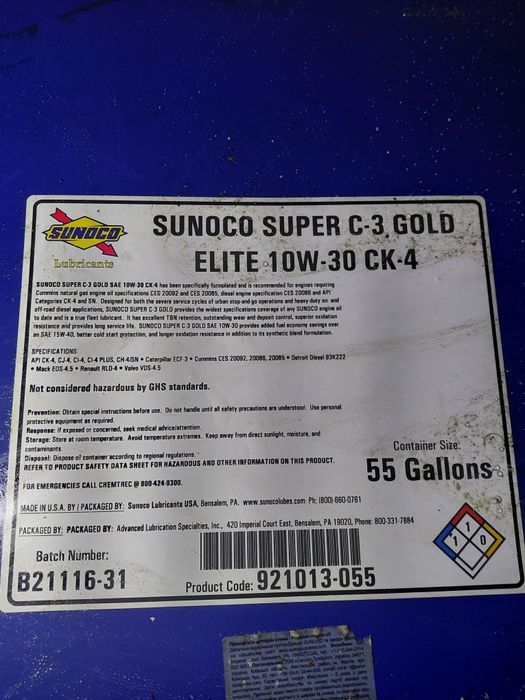 SUNOCO
Lubricants
SUNOCO SUPER C-3 GOLD
ELITE 10W-30 CK-4
SUNOCO SUPER C-3 GOLD SAE 10W-30 CK-4 has been specifically formulated and is recommended for engines requiring
Cummins natural gas engine oil specifications CES 20092 and CES 20085, diesel engine specification CES 20086 and API
Categories CK-4 and SN. Designed for both the severe service cycles of urban stop-and-go operations and heavy-duty on- and
off-road diesel applications, SUNOCO SUPER C-3 GOLD provides the widest specifications coverage of any SUNOCO engine oil
to date and is a true fleet lubricant. It has excellent TBN retention, outstanding wear and deposit control, superior oxidation
resistance and provides long service life. SUNOCO SUPER C-3 GOLD SAE 10W-30 provides added fuel economy savings over
an SAE 15W-40, better cold start protection, and longer oxidation resistance in addition to its synthetic blend formulation.
SPECIFICATIONS
API CK-4, CJ-4, CI-4, CI-4 PLUS, CH-4/SN • Caterpillar ECF-3 • Cummins CES 20092, 20086, 20085 • Detroit Diesel 93K222
• Mack EOS-4.5 • Renault RLD-4 • Volvo VDS-4.5
Not considered hazardous by GHS standards.
Prevention: Obtain special instructions before use. Do not handle until all safety precautions are understood. Use personal
protective equipment as required.
Response: If exposed or concerned, seek medical advice/attention.
Storage: Store at room temperature. Avoid temperature extremes. Keep away from direct sunlight, moisture, and
contaminants.
Disposal: Dispose of container according to regional regulations.
REFER TO PRODUCT SAFETY DATA SHEET FOR HAZARDOUS AND OTHER INFORMATION ON THIS PRODUCT.
FOR EMERGENCIES CALL CHEMTREC @ 800-424-9300.
Container Size:
55 Gallons
MADE IN U.S.A. BY / PACKAGED BY: Sunoco Lubricants USA, Bensalem, PA. www.sunocolubes.com Ph: (800)-660-0761
PACKAGED BY: PACKAGED BY: Advanced Lubrication Specialties, Inc., 420 Imperial Court East, Bensalem, PA 19020, Phone: 800-331-7884
1
1 0
Batch Number:
B21116-31
Product Code: 921013-055